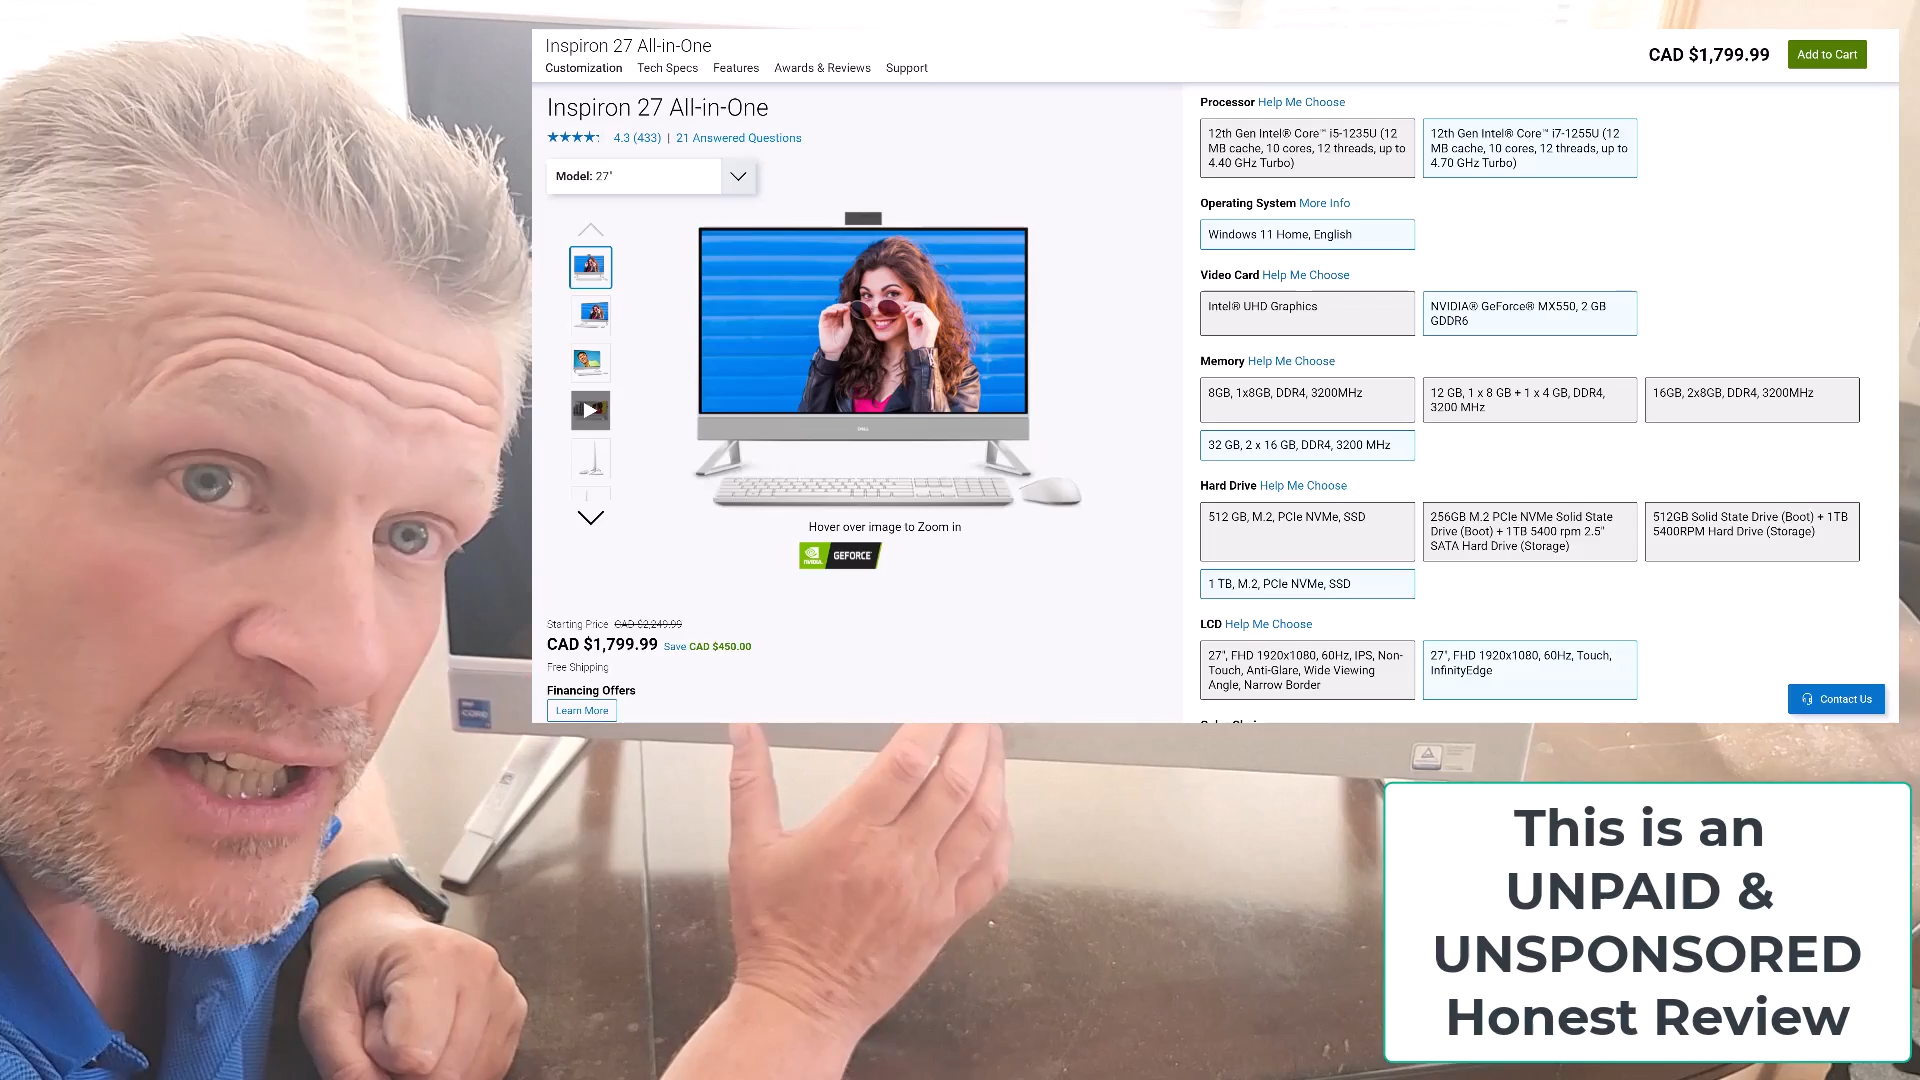 Inspiron 27 All-in-One
CAD $1,799.99
Add to Cart
Customization
Tech Specs
Features
Awards & Reviews
Support
Inspiron 27 All-in-One
4.3 (433) | 21 Answered Questions
Model: 27"
DELL
Hover over image to Zoom in
NVIDIA
GEFORCE
Starting Price CAD $2,249.99
CAD $1,799.99 Save CAD $450.00
Free Shipping
Financing Offers
Learn More
Processor Help Me Choose
12th Gen Intel® Core™ i5-1235U (12
MB cache, 10 cores, 12 threads, up to
4.40 GHz Turbo)
12th Gen Intel® Core™ i7-1255U (12
MB cache, 10 cores, 12 threads, up to
4.70 GHz Turbo)
Operating System More Info
Windows 11 Home, English
Video Card Help Me Choose
Intel® UHD Graphics
NVIDIA® GeForce® MX550, 2 GB
GDDR6
Memory Help Me Choose
8GB, 1x8GB, DDR4, 3200MHz
12 GB, 1 x 8 GB + 1 x 4 GB, DDR4,
3200 MHz
16GB, 2x8GB, DDR4, 3200MHz
32 GB, 2 x 16 GB, DDR4, 3200 MHz
Hard Drive Help Me Choose
512 GB, M.2, PCIe NVMe, SSD
256GB M.2 PCIe NVMe Solid State
Drive (Boot) + 1TB 5400 rpm 2.5"
SATA Hard Drive (Storage)
512GB Solid State Drive (Boot) + 1TB
5400RPM Hard Drive (Storage)
1 TB, M.2, PCIe NVMe, SSD
LCD Help Me Choose
27", FHD 1920x1080, 60Hz, IPS, Non-
Touch, Anti-Glare, Wide Viewing
Angle, Narrow Border
27", FHD 1920x1080, 60Hz, Touch,
InfinityEdge
Contact Us
intel
CORE
This is an
UNPAID &
UNSPONSORED
Honest Review